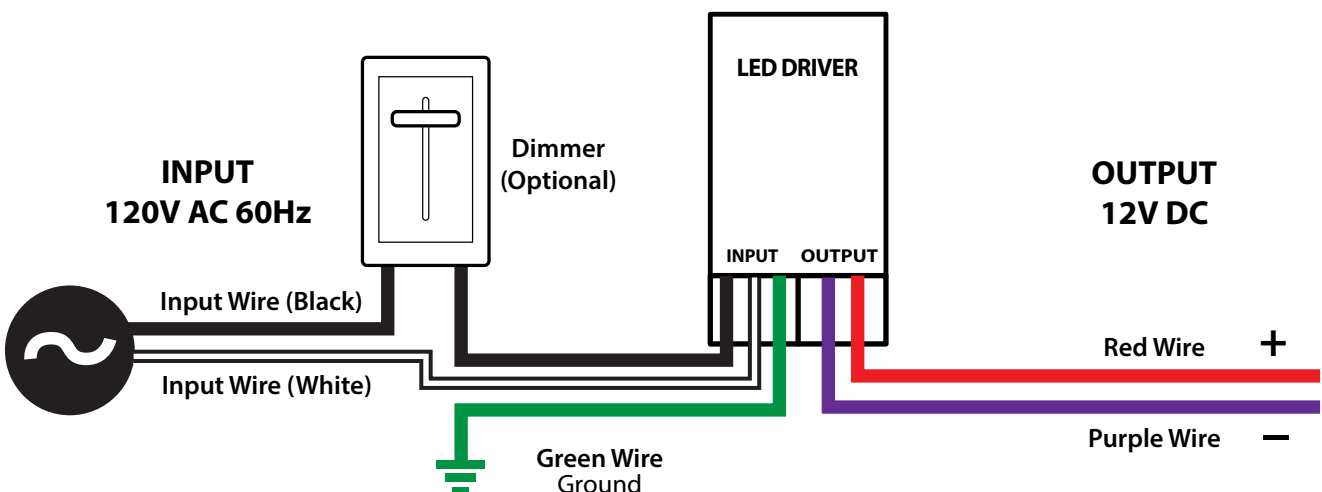 LED DRIVER
Dimmer
(Optional)
INPUT
120V AC 60Hz
OUTPUT
12V DC
INPUT OUTPUT
Input Wire (Black)
Input Wire (White)
Red Wire +
Purple Wire −
Green Wire
Ground